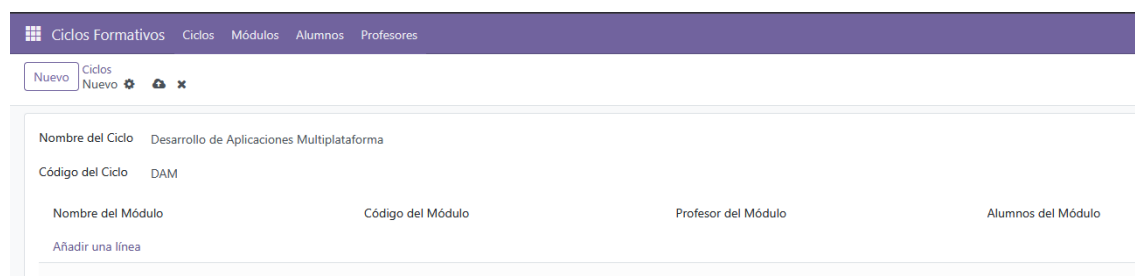 Ciclos Formativos Ciclos Módulos Alumnos Profesores
Nuevo Ciclos
Nuevo
Nombre del Ciclo Desarrollo de Aplicaciones Multiplataforma
Código del Ciclo DAM
Nombre del Módulo Código del Módulo Profesor del Módulo Alumnos del Módulo
Añadir una línea